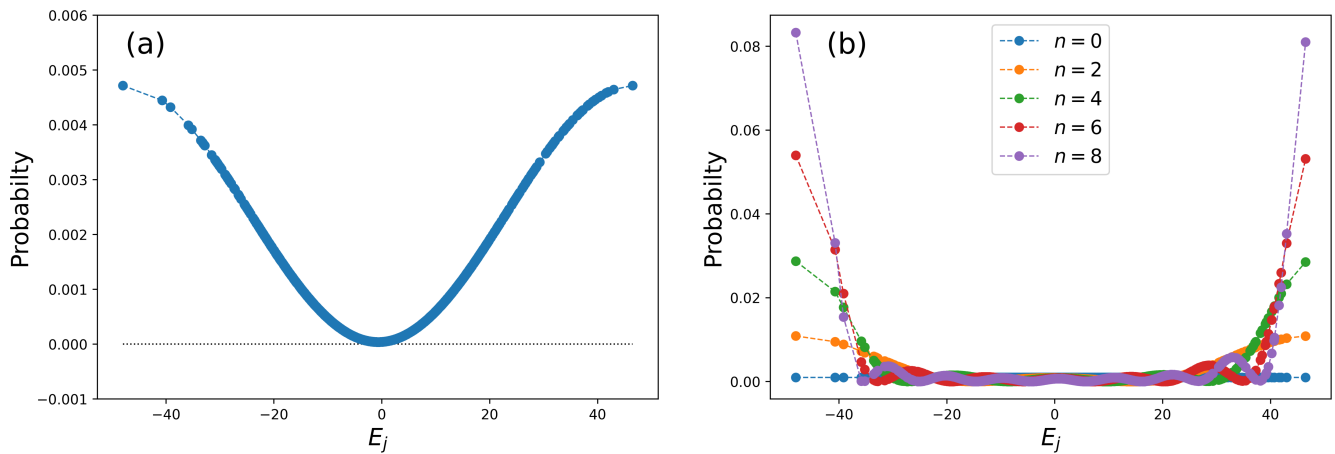 (a)
Probabilty
0.006
0.005
0.004
0.003
0.002
0.001
0.000
−0.001
−40
−20
0
20
40
E_j
(b)
Probabilty
0.08
0.06
0.04
0.02
0.00
n = 0
n = 2
n = 4
n = 6
n = 8
−40
−20
0
20
40
E_j